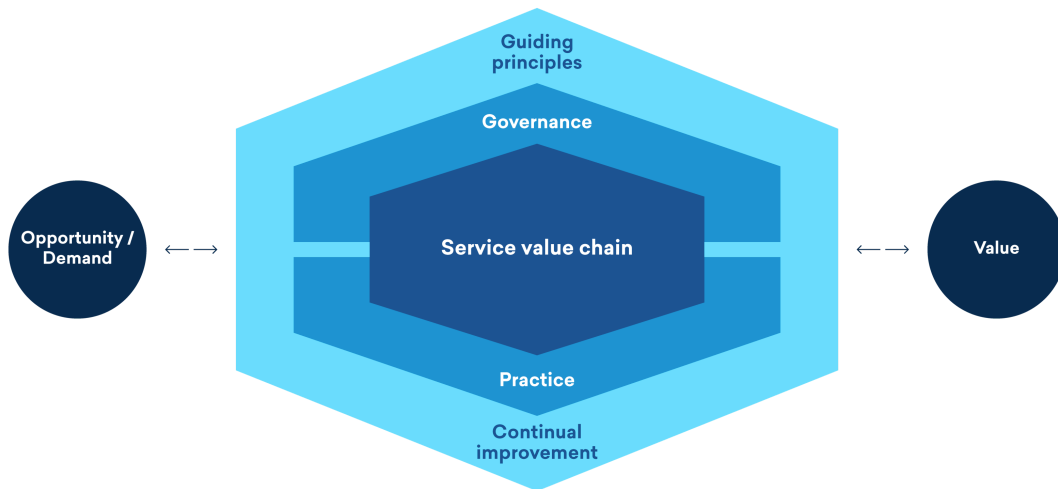 Guiding
principles
Governance
Opportunity /
Demand
Service value chain
Value
Practice
Continual
improvement